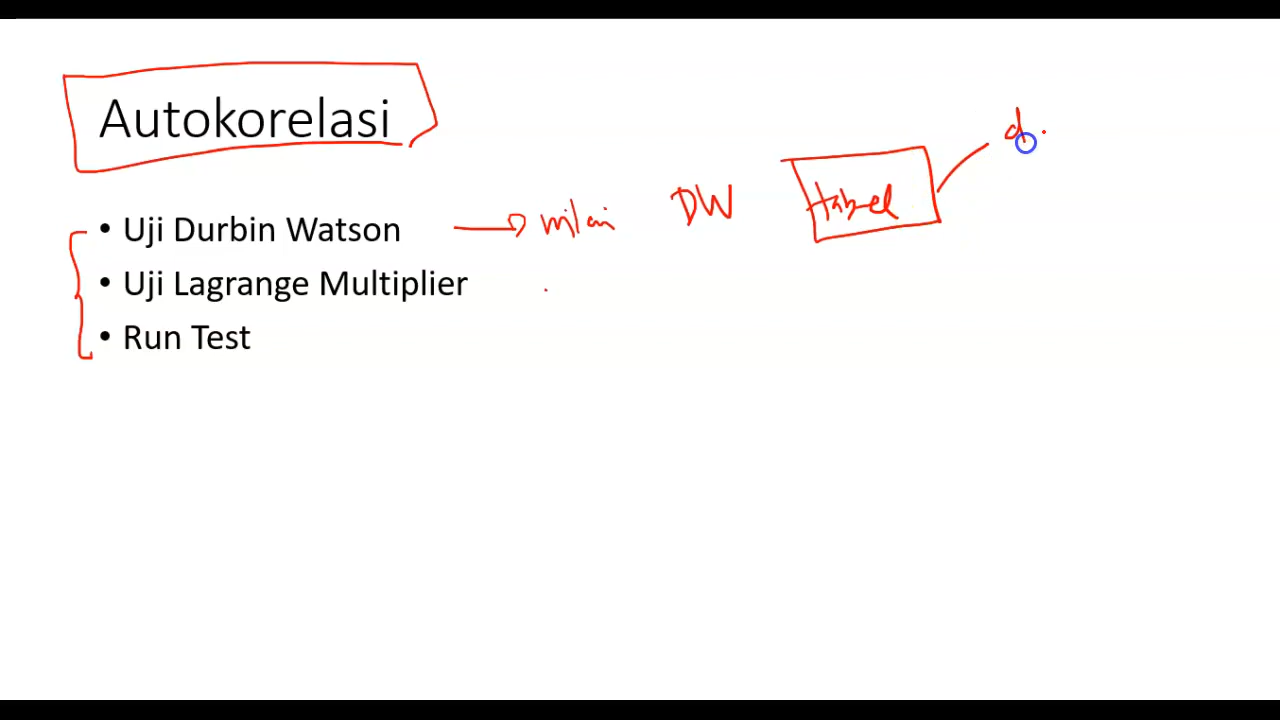 Autokorelasi
• Uji Durbin Watson nilai DW tabel d
• Uji Lagrange Multiplier
• Run Test